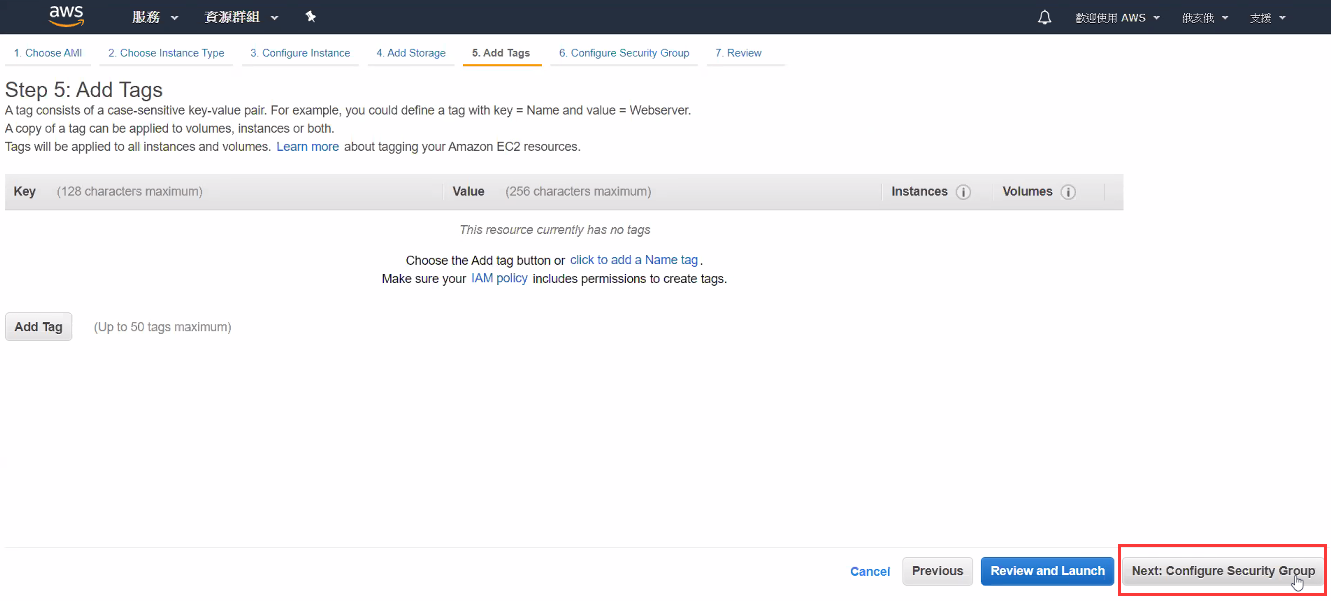 aws 服務 資源群組 歡迎使用 AWS 俄亥俄 支援
1. Choose AMI 2. Choose Instance Type 3. Configure Instance 4. Add Storage 5. Add Tags 6. Configure Security Group 7. Review
Step 5: Add Tags
A tag consists of a case-sensitive key-value pair. For example, you could define a tag with key = Name and value = Webserver.
A copy of a tag can be applied to volumes, instances or both.
Tags will be applied to all instances and volumes. Learn more about tagging your Amazon EC2 resources.
Key (128 characters maximum) Value (256 characters maximum) Instances i Volumes i
This resource currently has no tags
Choose the Add tag button or click to add a Name tag.
Make sure your IAM policy includes permissions to create tags.
Add Tag (Up to 50 tags maximum)
Cancel Previous Review and Launch Next: Configure Security Group